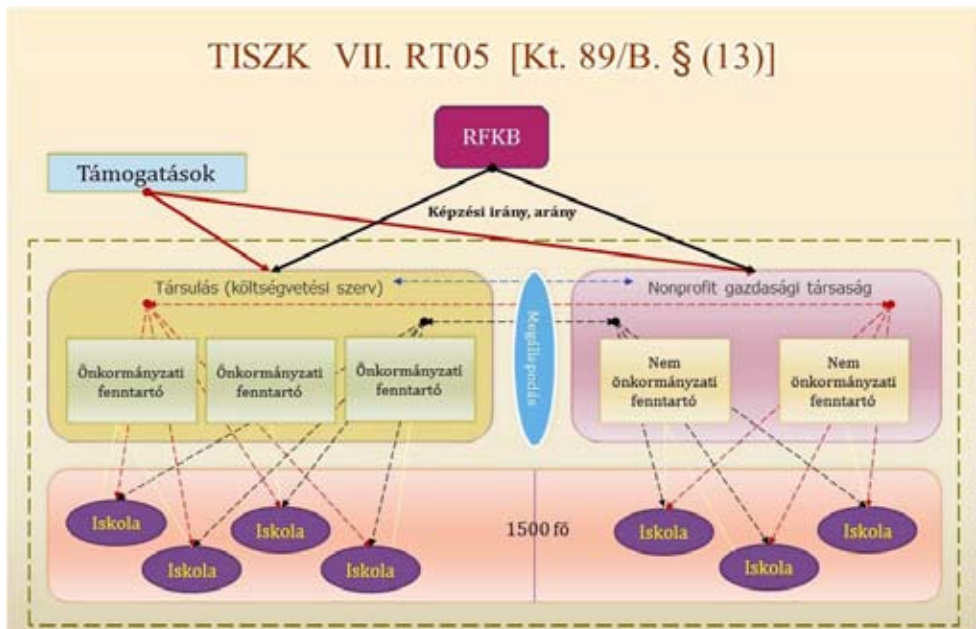 TISZK VII. RT05 [Kt. 89/B. § (13)]
RFKB
Támogatások
Képzési irány, arány
Társulás (költségvetési szerv)
Nonprofit gazdasági társaság
Megállapodás
Önkormányzati
fenntartó
Önkormányzati
fenntartó
Önkormányzati
fenntartó
Nem
önkormányzati
fenntartó
Nem
önkormányzati
fenntartó
Iskola
Iskola
Iskola
Iskola
1500 fő
Iskola
Iskola
Iskola